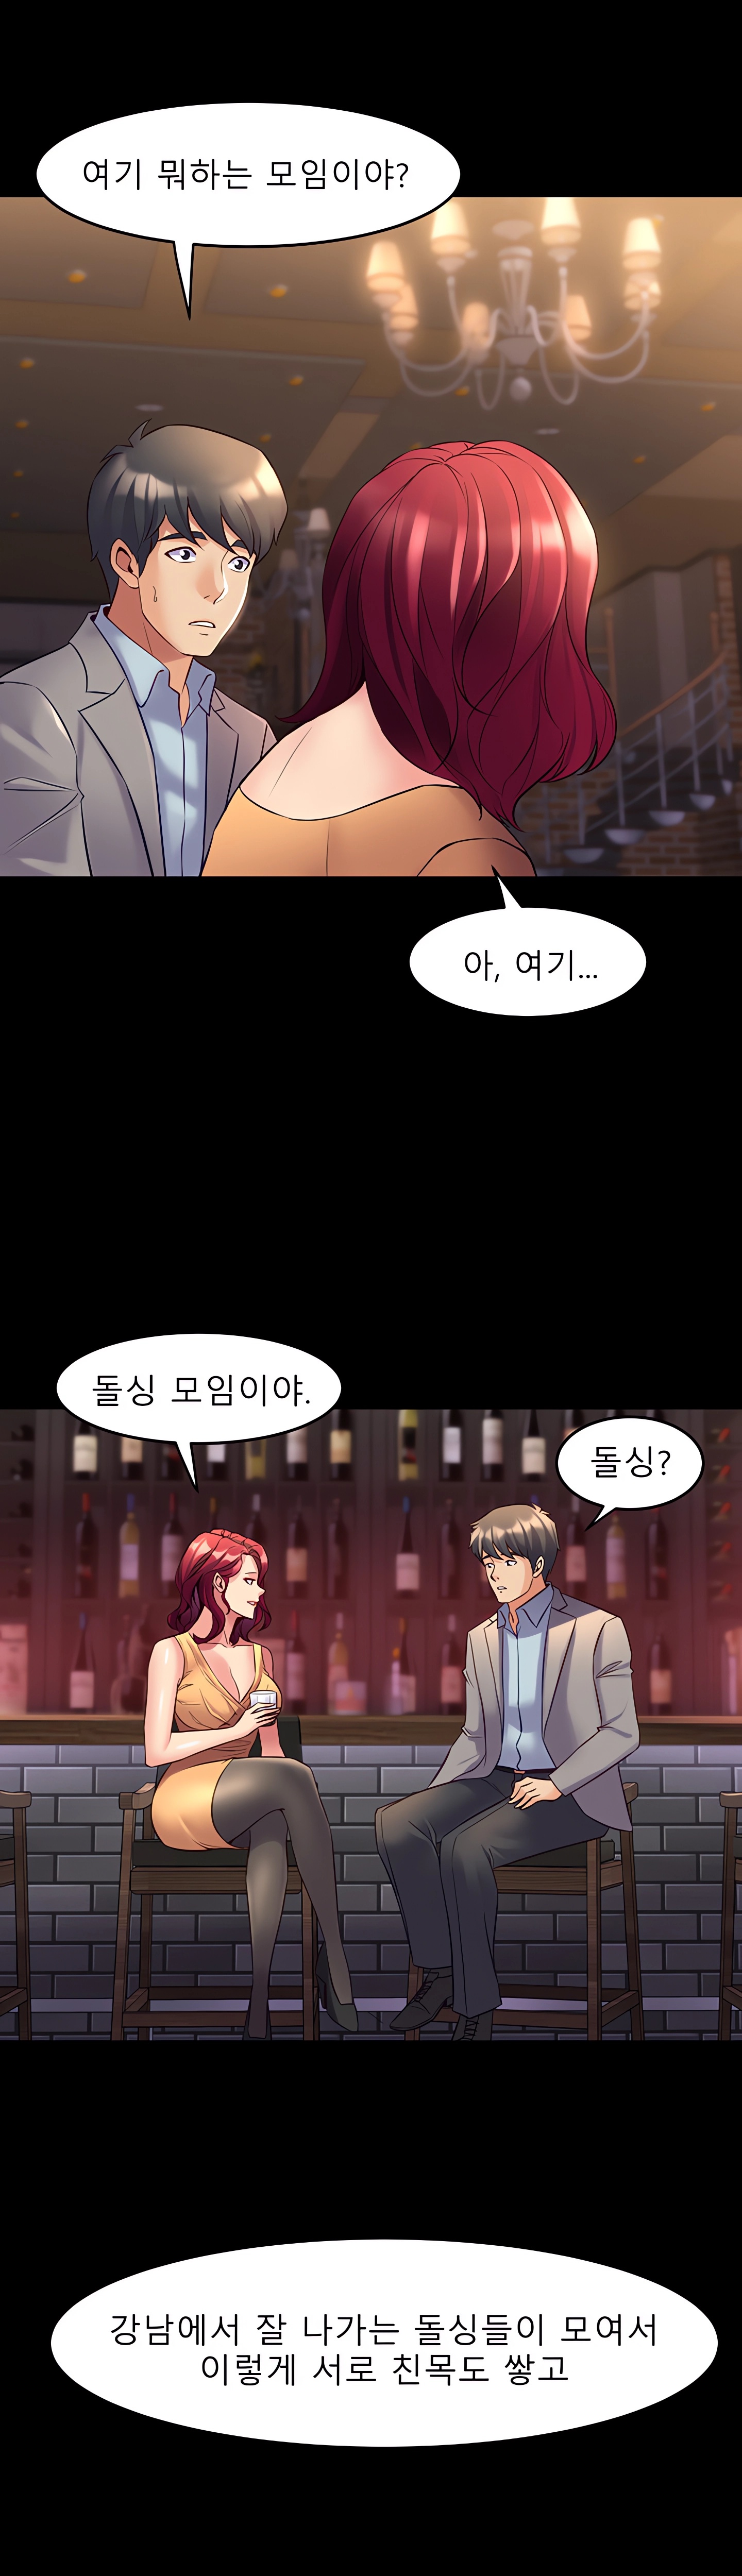 여기 뭐하는 모임이야?
아, 여기...
돌싱 모임이야.
돌싱?
강남에서 잘 나가는 돌싱들이 모여서
이렇게 서로 친목도 쌓고